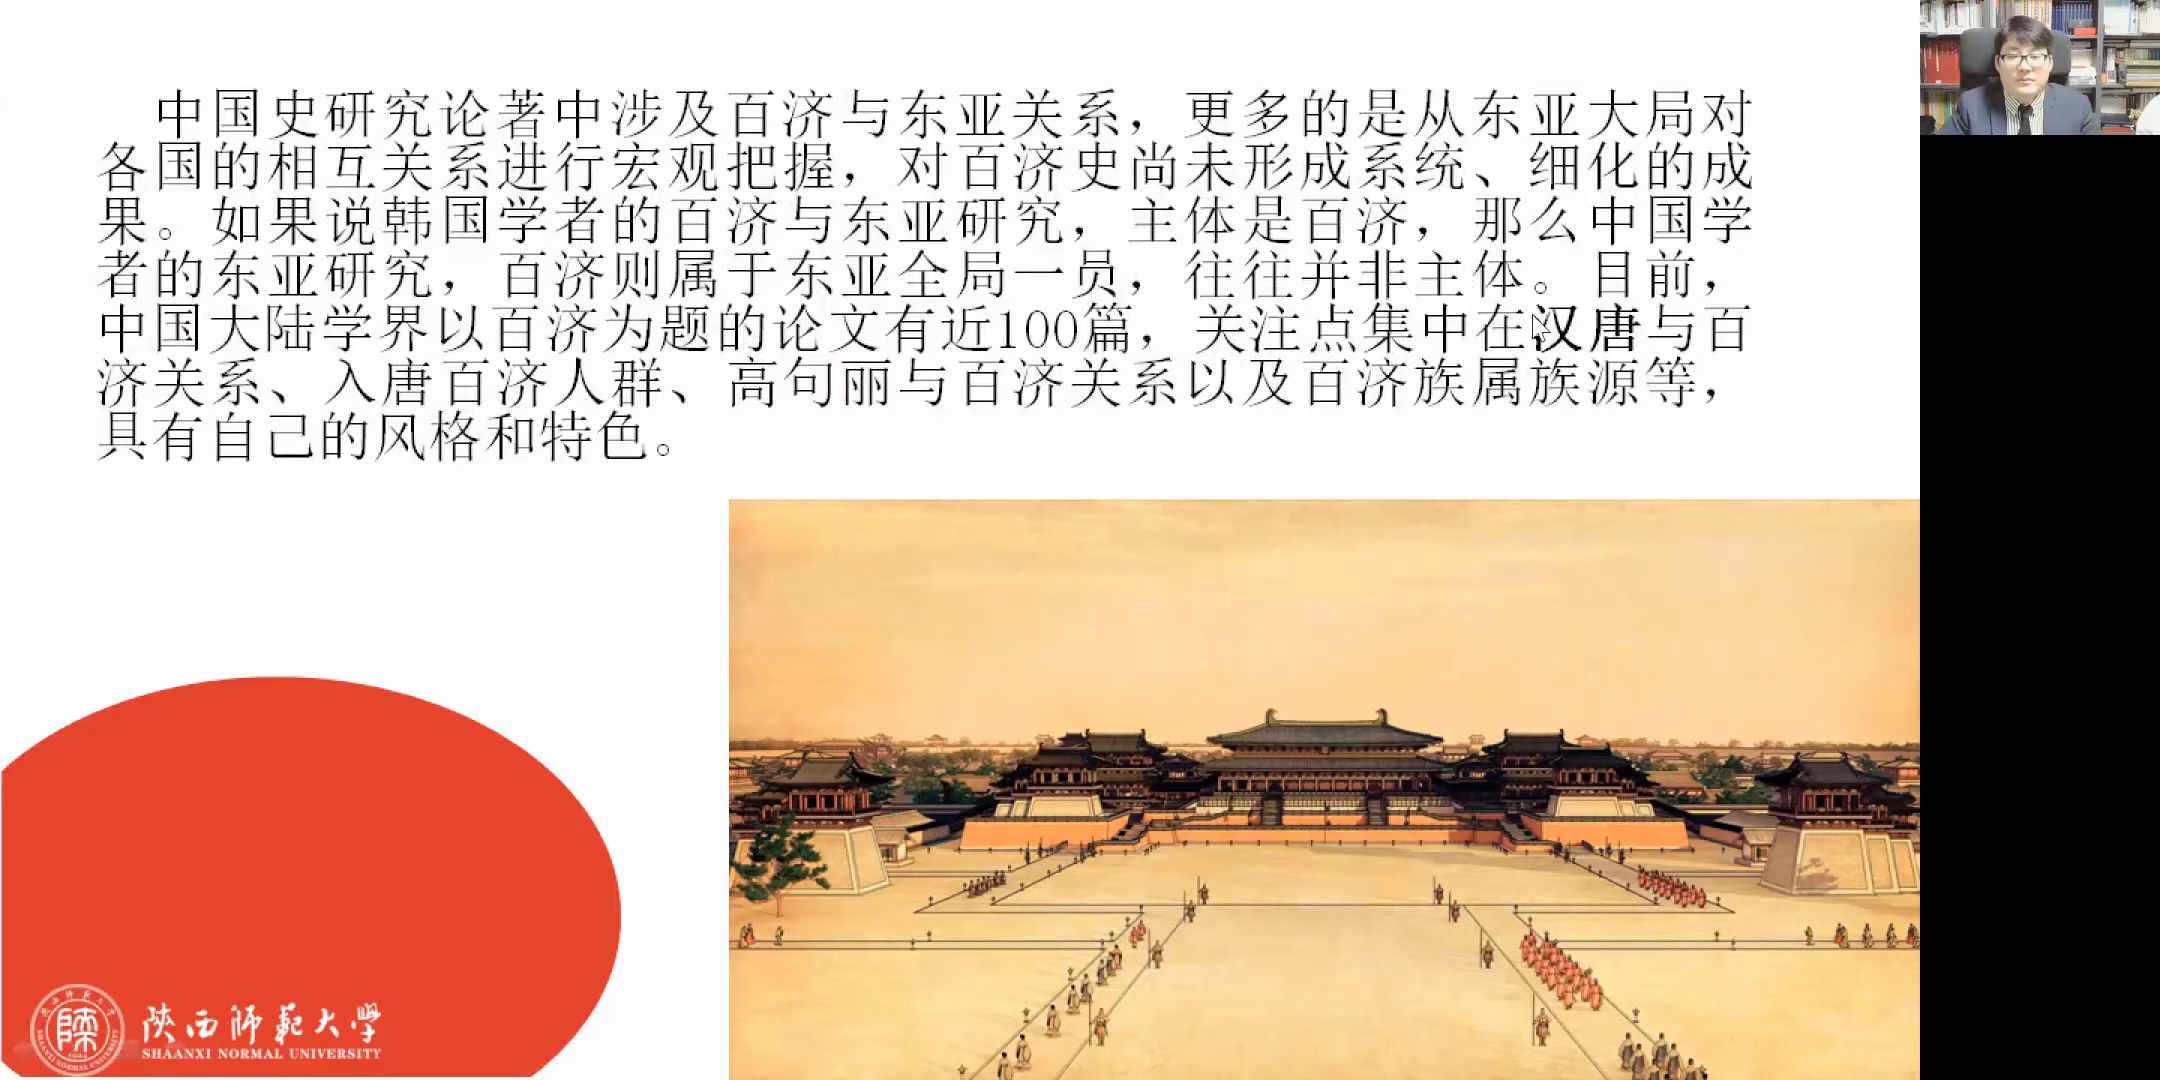 中国史研究论著中涉及百济与东亚关系，更多的是从东亚大局对
各国的相互关系进行宏观把握，对百济史尚未形成系统、细化的成
果。如果说韩国学者的百济与东亚研究，主体是百济，那么中国学
者的东亚研究，百济则属于东亚全局一员，往往并非主体。目前，
中国大陆学界以百济为题的论文有近100篇，关注点集中在汉唐与百
济关系、入唐百济人群、高句丽与百济关系以及百济族属族源等，
具有自己的风格和特色。
陕西师范大学
SHAANXI NORMAL UNIVERSITY